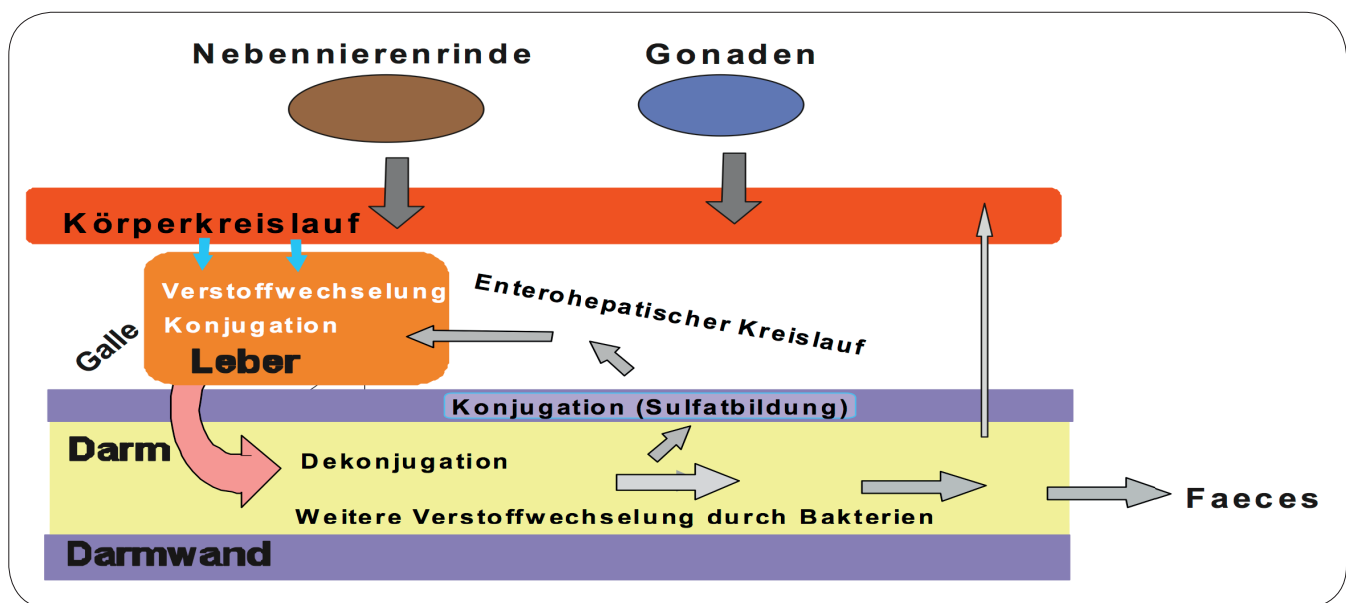 Nebennierenrinde
Gonaden
Körperkreislauf
Verstoffwechselung
Konjugation
Leber
Galle
Enterohepatischer Kreislauf
Konjugation (Sulfatbildung)
Darm
Dekonjugation
Weitere Verstoffwechselung durch Bakterien
Faeces
Darmwand